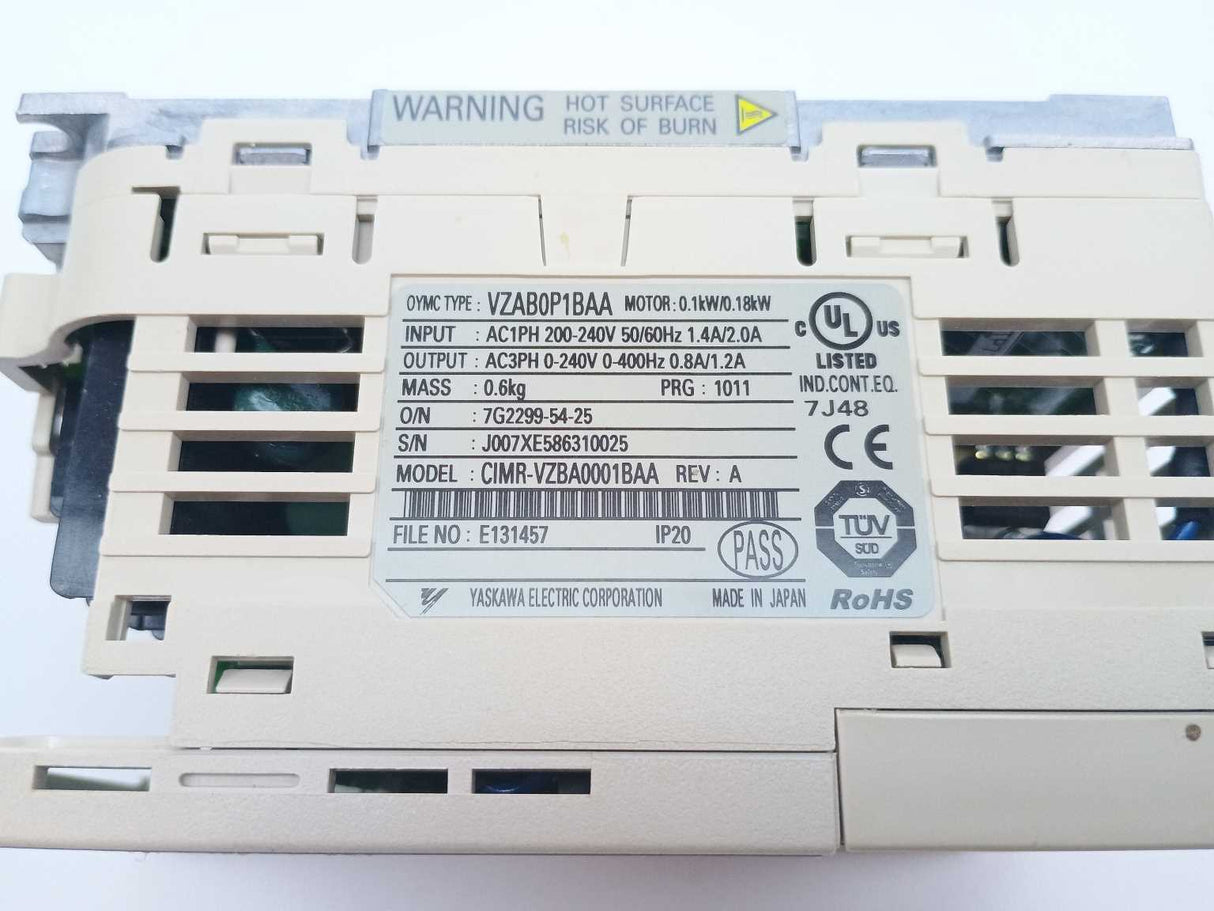 WARNING HOT SURFACE
RISK OF BURN
OYMC TYPE : VZAB0P1BAA MOTOR : 0.1kW/0.18kW
INPUT : AC1PH 200-240V 50/60Hz 1.4A/2.0A
OUTPUT : AC3PH 0-240V 0-400Hz 0.8A/1.2A
MASS : 0.6kg PRG : 1011
O/N : 7G2299-54-25
S/N : J007XE586310025
MODEL : CIMR-VZBA0001BAA REV : A
FILE NO : E131457 IP20
PASS
YASKAWA ELECTRIC CORPORATION MADE IN JAPAN
C UL US
LISTED
IND.CONT.EQ.
7J48
CE
TÜV
SÜD
RoHS